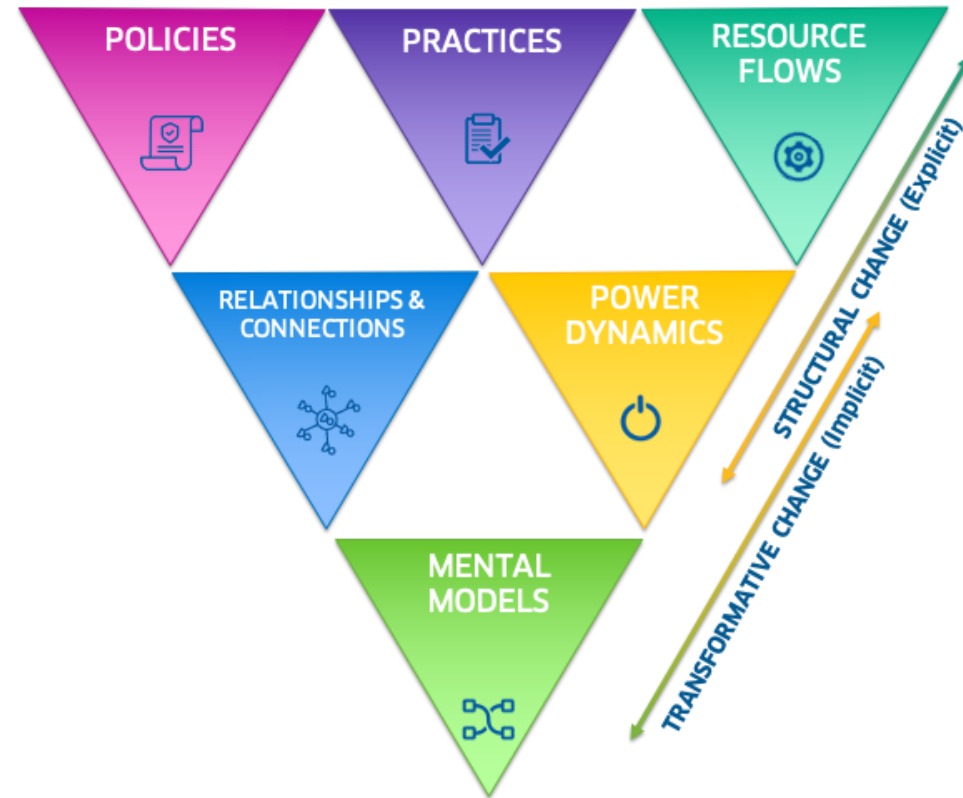 POLICIES
PRACTICES
RESOURCE
FLOWS
RELATIONSHIPS &
CONNECTIONS
POWER
DYNAMICS
MENTAL
MODELS
STRUCTURAL CHANGE (Explicit)
TRANSFORMATIVE CHANGE (Implicit)